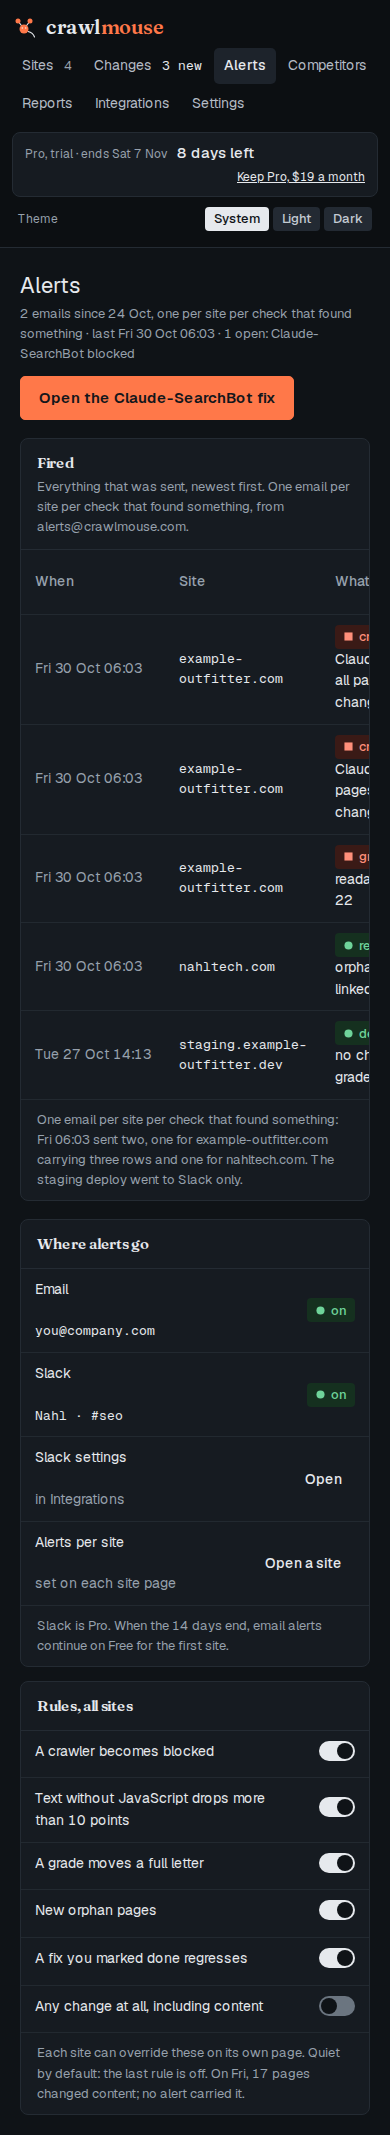 crawlmouse
Sites 4 Changes 3 new Alerts Competitors
Reports Integrations Settings
Pro, trial · ends Sat 7 Nov 8 days left
Keep Pro, $19 a month
Theme System Light Dark
Alerts
2 emails since 24 Oct, one per site per check that found
something · last Fri 30 Oct 06:03 · 1 open: Claude-
SearchBot blocked
Open the Claude-SearchBot fix
Fired
Everything that was sent, newest first. One email per
site per check that found something, from
alerts@crawlmouse.com.
When Site What
Fri 30 Oct 06:03
example-
outfitter.com
all pa
Fri 30 Oct 06:03
example-
outfitter.com
pages
Fri 30 Oct 06:03
example-
outfitter.com
reada
22
Fri 30 Oct 06:03
nahltech.com
orpha
linked
Tue 27 Oct 14:13
staging.example-
outfitter.dev
no ch
grade
One email per site per check that found something:
Fri 06:03 sent two, one for example-outfitter.com
carrying three rows and one for nahltech.com. The
staging deploy went to Slack only.
Where alerts go
Email
you@company.com
on
Slack
Nahl · #seo
on
Slack settings
in Integrations
Open
Alerts per site
set on each site page
Open a site
Slack is Pro. When the 14 days end, email alerts
continue on Free for the first site.
Rules, all sites
A crawler becomes blocked
Text without JavaScript drops more
than 10 points
A grade moves a full letter
New orphan pages
A fix you marked done regresses
Any change at all, including content
Each site can override these on its own page. Quiet
by default: the last rule is off. On Fri, 17 pages
changed content; no alert carried it.